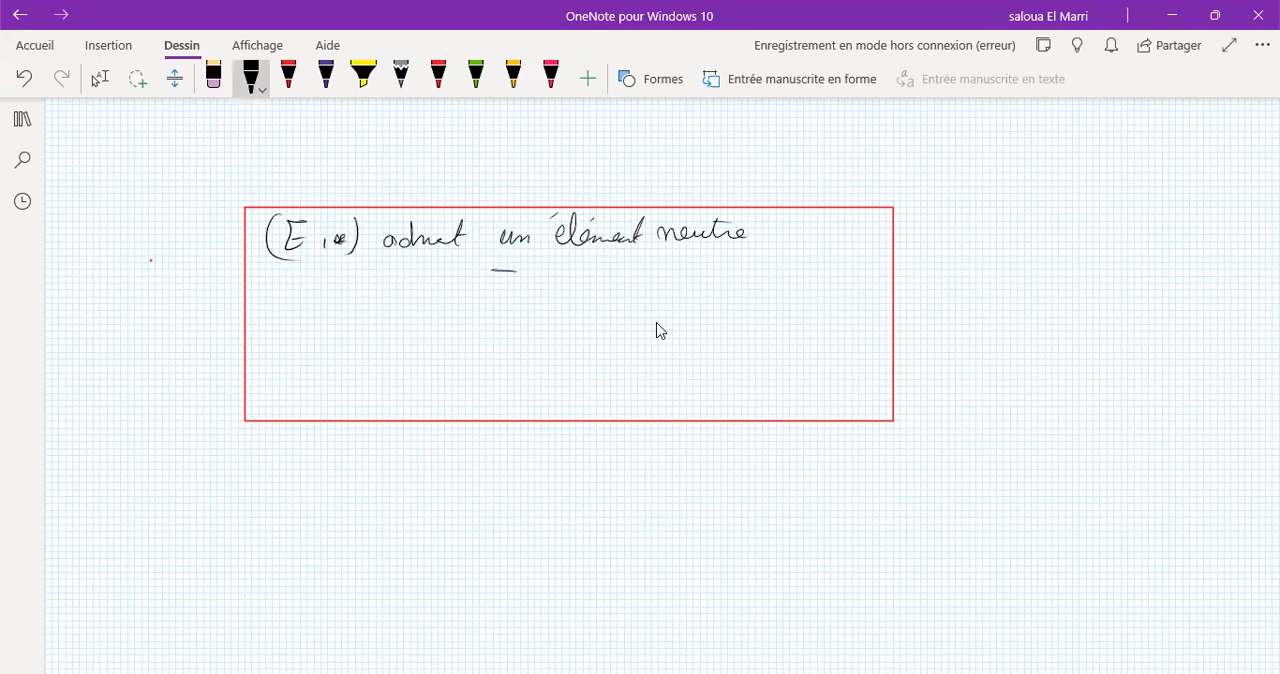 OneNote pour Windows 10
saloua El Marri
Accueil Insertion Dessin Affichage Aide
Enregistrement en mode hors connexion (erreur)
Partager
Formes
Entrée manuscrite en forme
Entrée manuscrite en texte
(E, *) admet un élément neutre